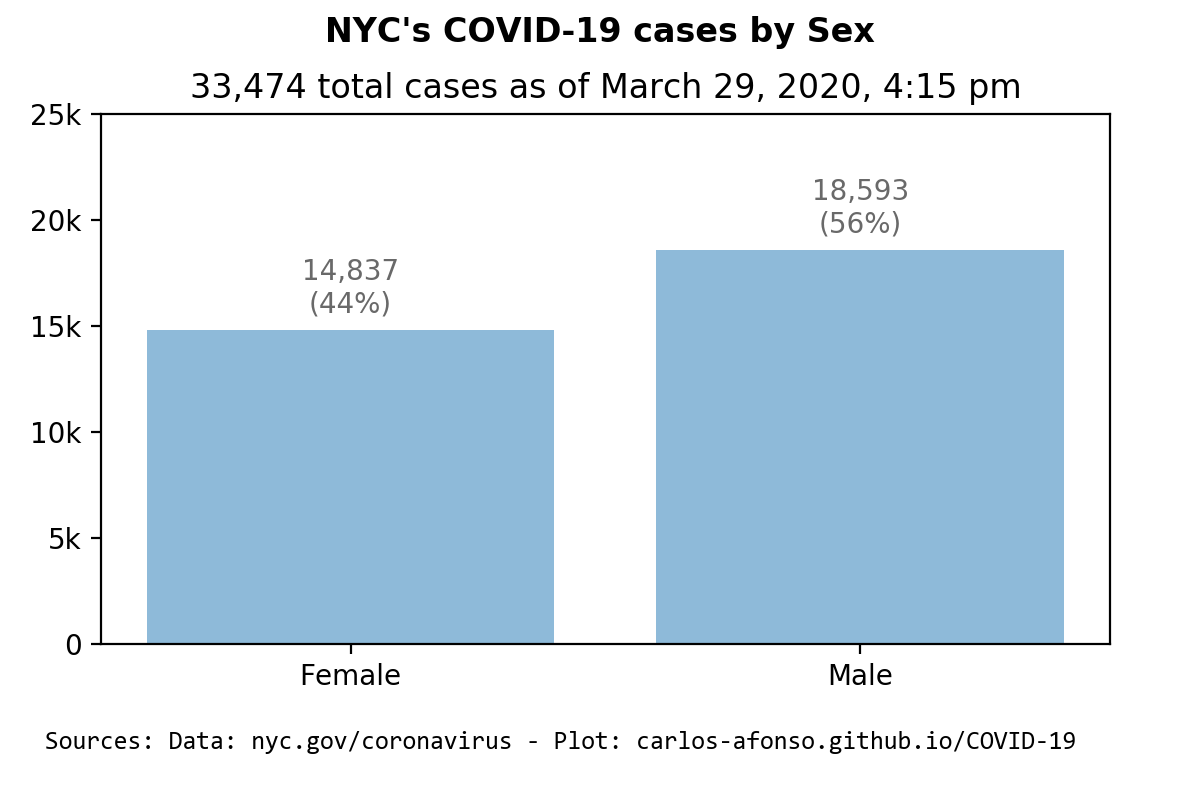 NYC's COVID-19 cases by Sex
33,474 total cases as of March 29, 2020, 4:15 pm
25k
20k
15k
10k
5k
0
14,837
(44%)
18,593
(56%)
Female
Male
Sources: Data: nyc.gov/coronavirus - Plot: carlos-afonso.github.io/COVID-19